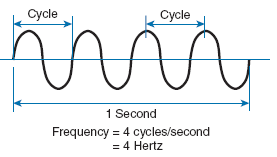 Cycle
Cycle
1 Second
Frequency = 4 cycles/second
= 4 Hertz